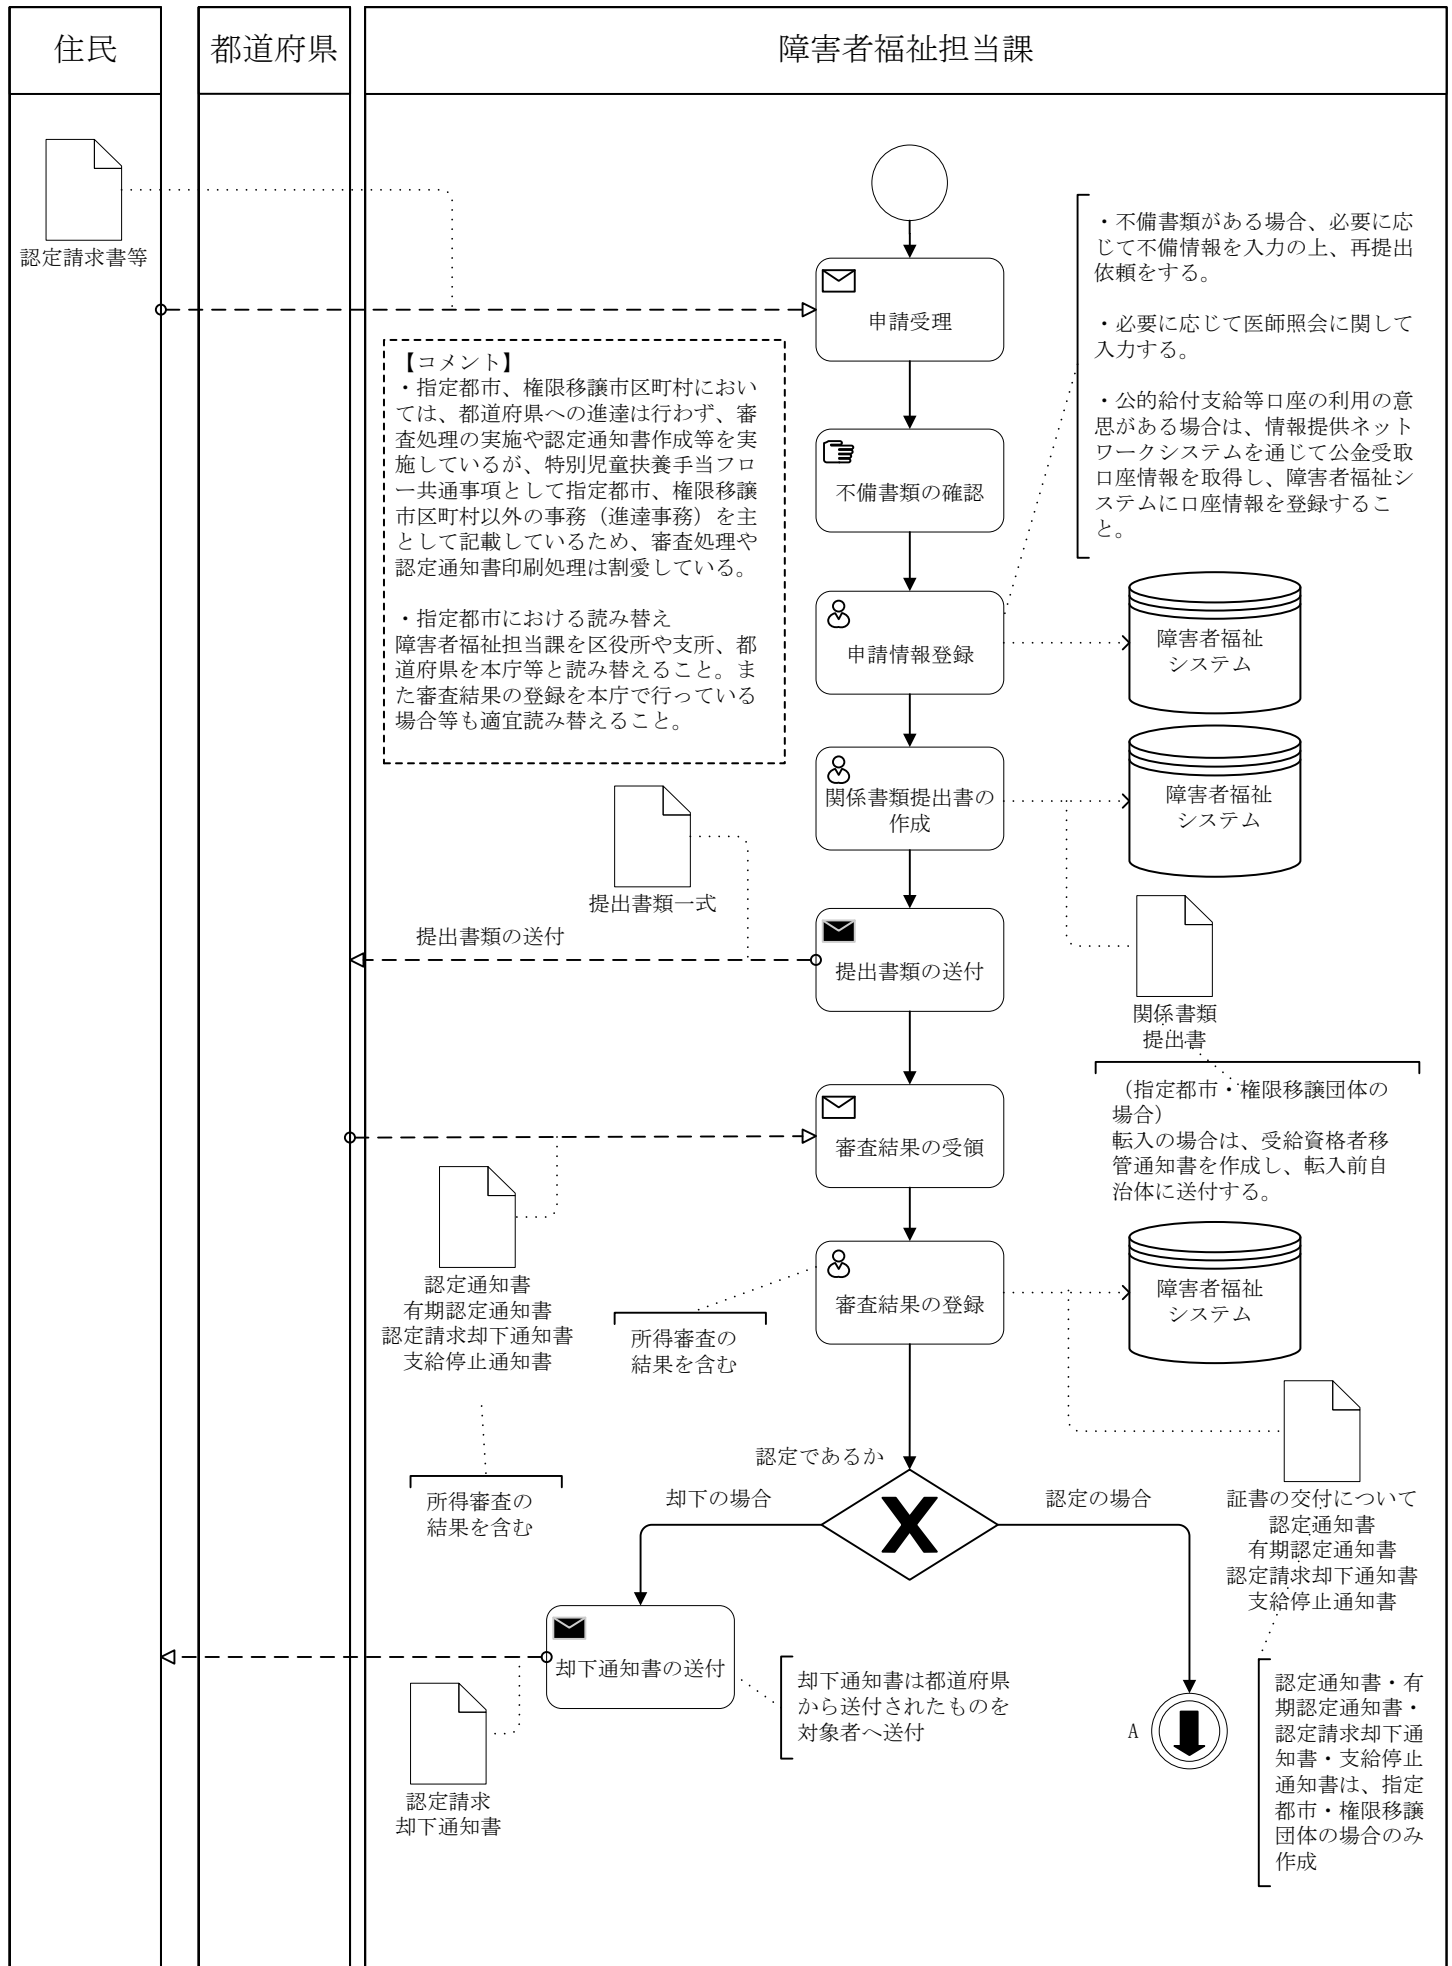 住民
都道府県
障害者福祉担当課
認定請求書等
・不備書類がある場合、必要に応
じて不備情報を入力の上、再提出
依頼をする。
・必要に応じて医師照会に関して
入力する。
・公的給付支給等口座の利用の意
思がある場合は、情報提供ネット
ワークシステムを通じて公金受取
口座情報を取得し、障害者福祉シ
ステムに口座情報を登録するこ
と。
申請受理
【コメント】
・指定都市、権限移譲市区町村におい
ては、都道府県への進達は行わず、審
査処理の実施や認定通知書作成等を実
施しているが、特別児童扶養手当フロ
ー共通事項として指定都市、権限移譲
市区町村以外の事務（進達事務）を主
として記載しているため、審査処理や
認定通知書印刷処理は割愛している。
・指定都市における読み替え
障害者福祉担当課を区役所や支所、都
道府県を本庁等と読み替えること。ま
た審査結果の登録を本庁で行っている
場合等も適宜読み替えること。
不備書類の確認
申請情報登録
障害者福祉
システム
関係書類提出書の
作成
障害者福祉
システム
提出書類一式
提出書類の送付
提出書類の送付
関係書類
提出書
（指定都市・権限移譲団体の
場合）
転入の場合は、受給資格者移
管通知書を作成し、転入前自
治体に送付する。
審査結果の受領
認定通知書
有期認定通知書
認定請求却下通知書
支給停止通知書
審査結果の登録
障害者福祉
システム
所得審査の
結果を含む
所得審査の
結果を含む
認定であるか
却下の場合
認定の場合
証書の交付について
認定通知書
有期認定通知書
認定請求却下通知書
支給停止通知書
却下通知書の送付
却下通知書は都道府県
から送付されたものを
対象者へ送付
A
認定通知書・有
期認定通知書・
認定請求却下通
知書・支給停止
通知書は、指定
都市・権限移譲
団体の場合のみ
作成
認定請求
却下通知書